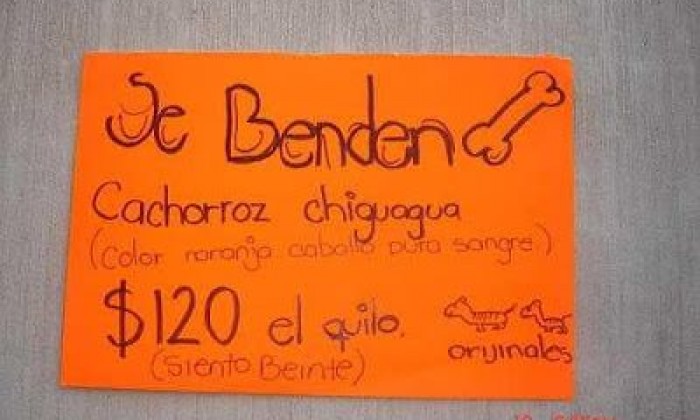 Se Benden
Cachorroz chiguagua
(color naranja caballo pura sangre)
$120 el quilo.
(Siento Beinte)
orijinales